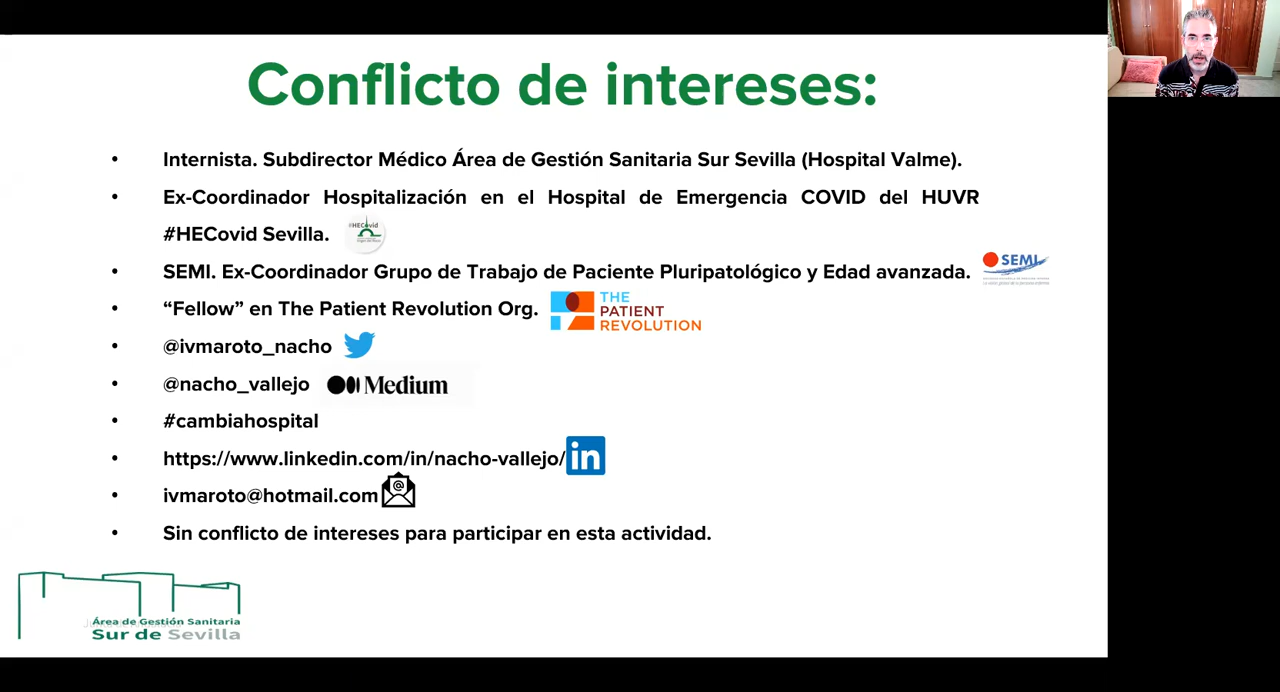 Conflicto de intereses:
• Internista. Subdirector Médico Área de Gestión Sanitaria Sur Sevilla (Hospital Valme).
• Ex-Coordinador Hospitalización en el Hospital de Emergencia COVID del HUVR
#HECovid Sevilla.
#HECovid
• SEMI. Ex-Coordinador Grupo de Trabajo de Paciente Pluripatológico y Edad avanzada.
SEMI
• “Fellow” en The Patient Revolution Org.
THE
PATIENT
REVOLUTION
• @ivmaroto_nacho
• @nacho_vallejo
Medium
• #cambiahospital
• https://www.linkedin.com/in/nacho-vallejo/
in
• ivmaroto@hotmail.com
@
• Sin conflicto de intereses para participar en esta actividad.
Área de Gestión Sanitaria
Sur de Sevilla